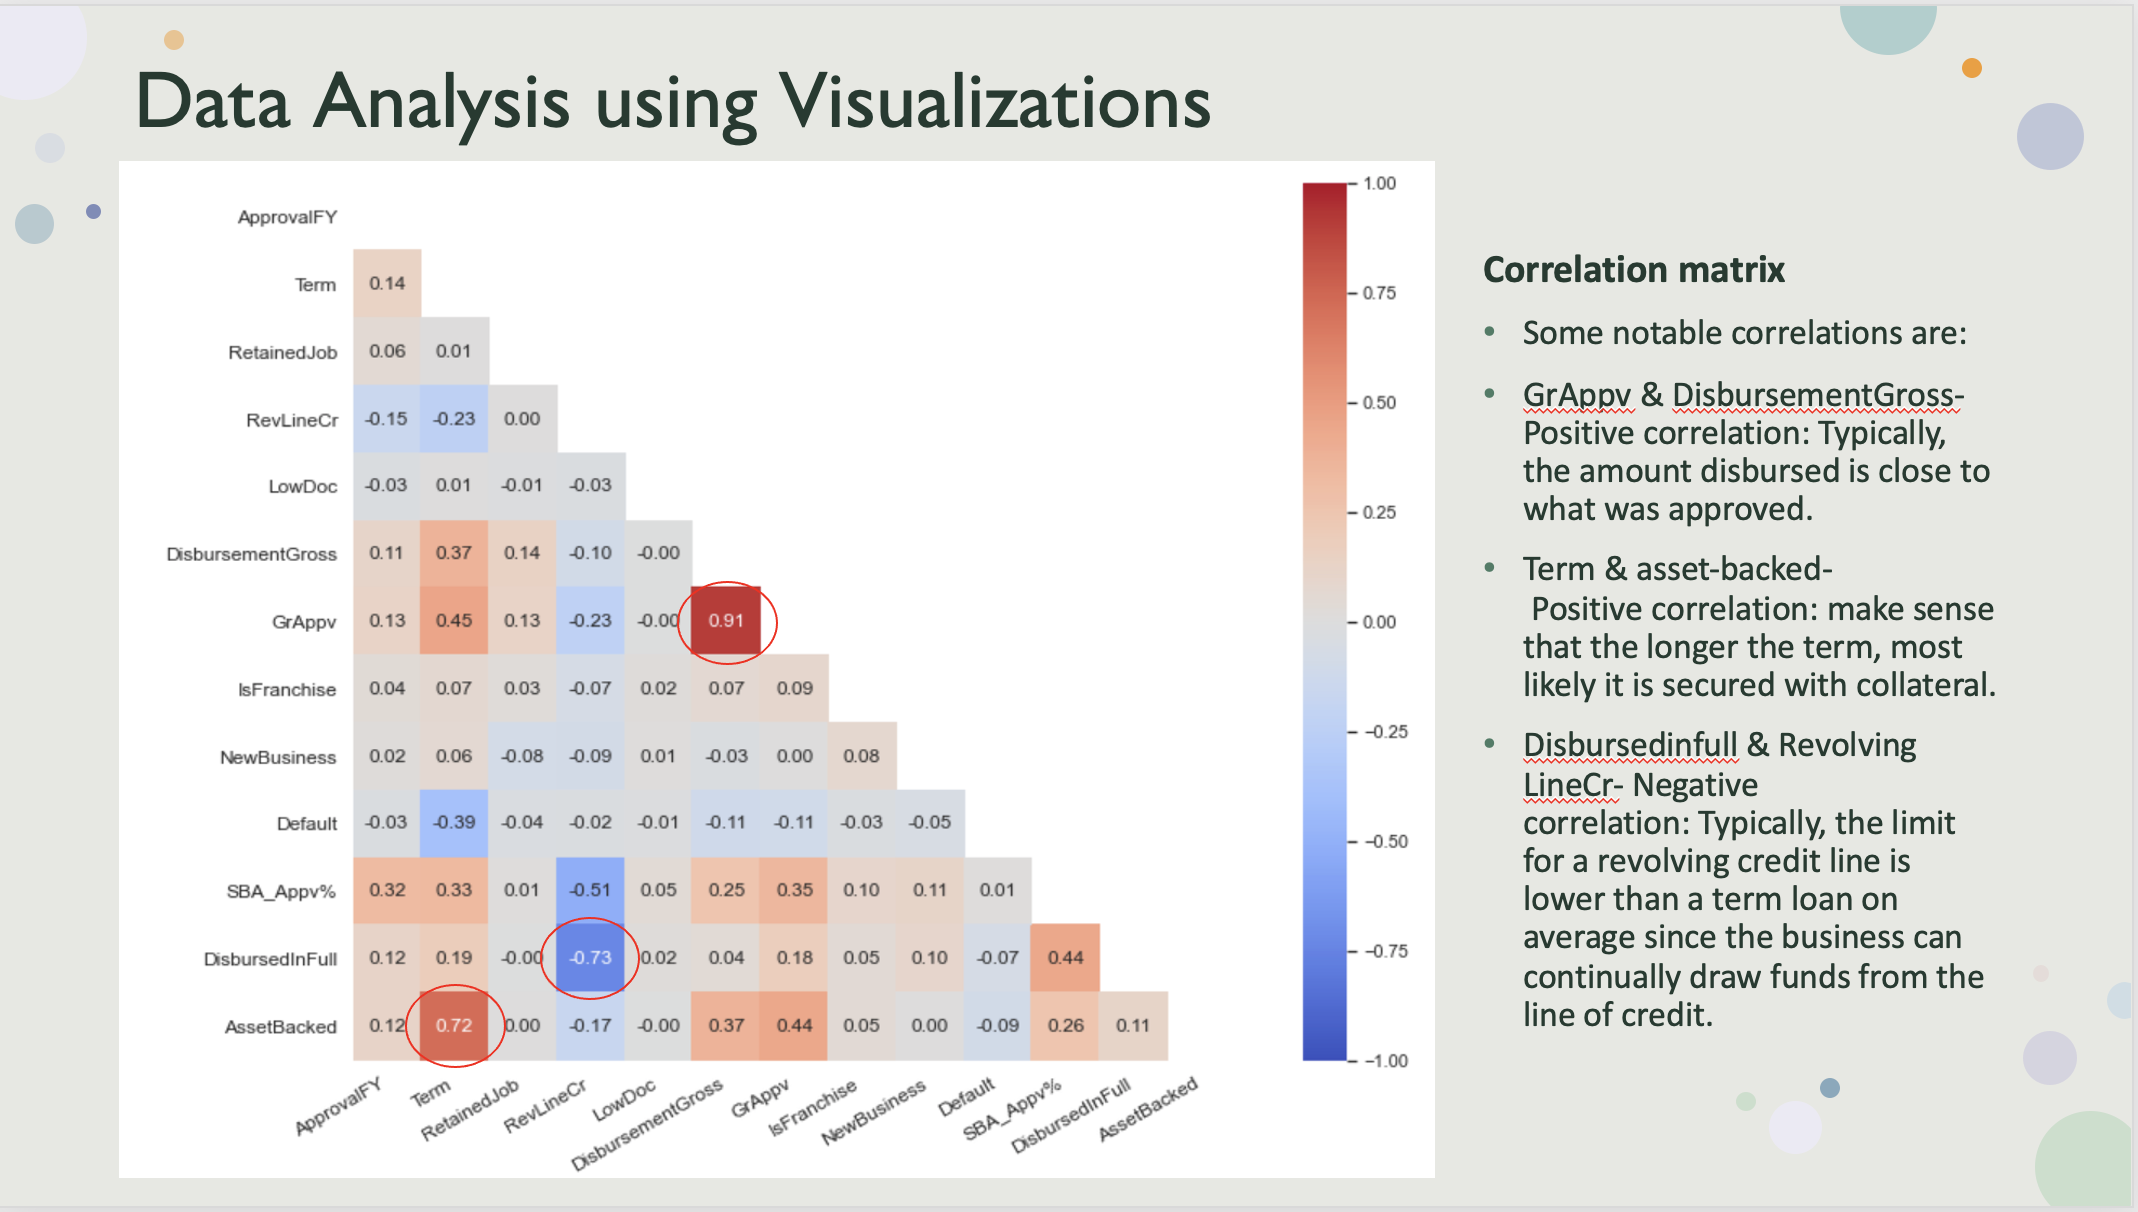 Data Analysis using Visualizations
ApprovalFY
Term 0.14
RetainedJob 0.06 0.01
RevLineCr -0.15 -0.23 0.00
LowDoc -0.03 0.01 -0.01 -0.03
DisbursementGross 0.11 0.37 0.14 -0.10 -0.00
GrAppv 0.13 0.45 0.13 -0.23 -0.00 0.91
IsFranchise 0.04 0.07 0.03 -0.07 0.02 0.07 0.09
NewBusiness 0.02 0.06 -0.08 -0.09 0.01 -0.03 0.00 0.08
Default -0.03 -0.39 -0.04 -0.02 -0.01 -0.11 -0.11 -0.03 -0.05
SBA_Appv% 0.32 0.33 0.01 -0.51 0.05 0.25 0.35 0.10 0.11 0.01
DisbursedInFull 0.12 0.19 -0.00 -0.73 0.02 0.04 0.18 0.05 0.10 -0.07 0.44
AssetBacked 0.12 0.72 0.00 -0.17 -0.00 0.37 0.44 0.05 0.00 -0.09 0.26 0.11
ApprovalFY Term RetainedJob RevLineCr LowDoc DisbursementGross GrAppv IsFranchise NewBusiness Default SBA_Appv% DisbursedInFull AssetBacked
1.00
0.75
0.50
0.25
0.00
−0.25
−0.50
−0.75
−1.00
Correlation matrix
• Some notable correlations are:
• GrAppv & DisbursementGross-
Positive correlation: Typically,
the amount disbursed is close to
what was approved.
• Term & asset-backed-
Positive correlation: make sense
that the longer the term, most
likely it is secured with collateral.
• Disbursedinfull & Revolving
LineCr- Negative
correlation: Typically, the limit
for a revolving credit line is
lower than a term loan on
average since the business can
continually draw funds from the
line of credit.